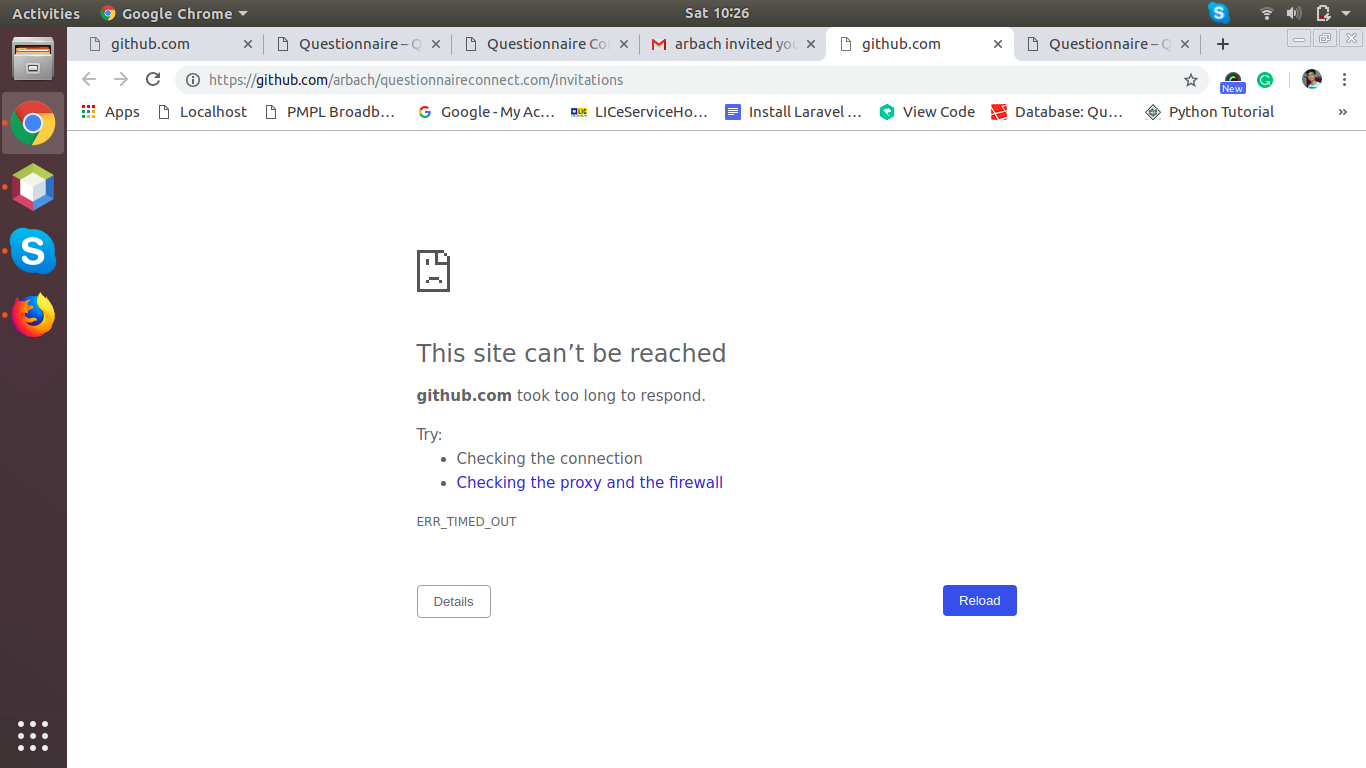 Activities
Google Chrome
Sat 10:26
github.com
Questionnaire – Q
Questionnaire Co
arbach invited you
github.com
Questionnaire – Q
https://github.com/arbach/questionnaireconnect.com/invitations
New
Apps
Localhost
PMPL Broadb...
Google - My Ac...
LIC
LICeServiceHo...
Install Laravel ...
View Code
Database: Qu...
Python Tutorial
»
This site can’t be reached
github.com took too long to respond.
Try:
• Checking the connection
• Checking the proxy and the firewall
ERR_TIMED_OUT
Details
Reload